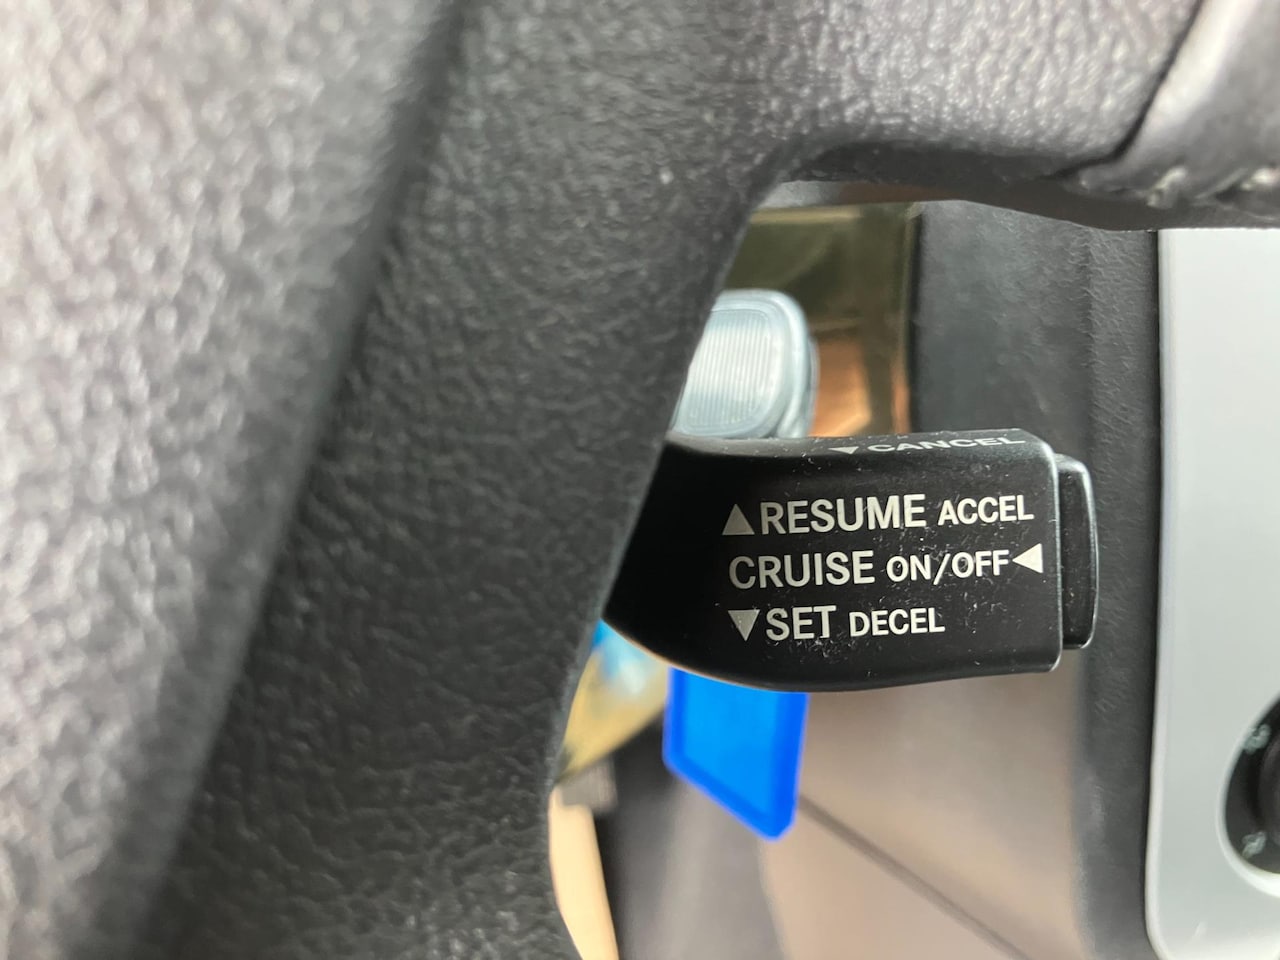 ▼CANCEL
▲RESUME ACCEL
CRUISE ON/OFF◀
▼SET DECEL